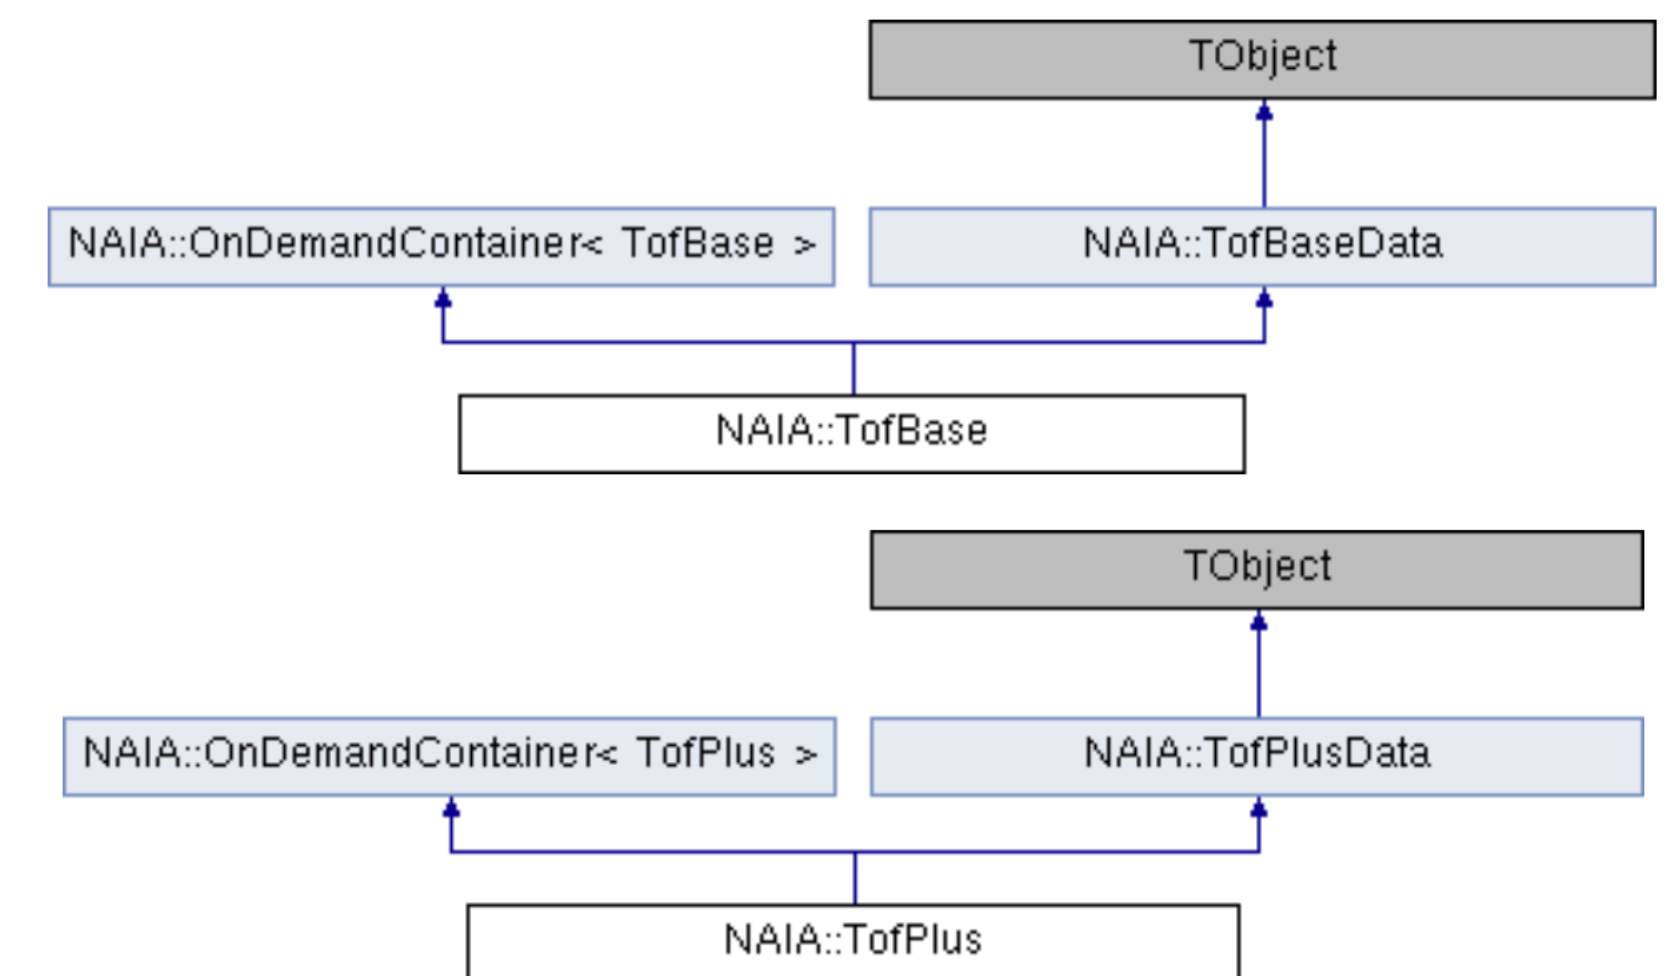 TObject
NAIA::OnDemandContainer< TofBase >
NAIA::TofBaseData
NAIA::TofBase
TObject
NAIA::OnDemandContainer< TofPlus >
NAIA::TofPlusData
NAIA::TofPlus